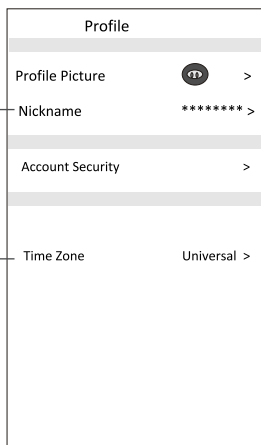 Profile
Profile Picture >
Nickname ******** >
Account Security >
Time Zone Universal >